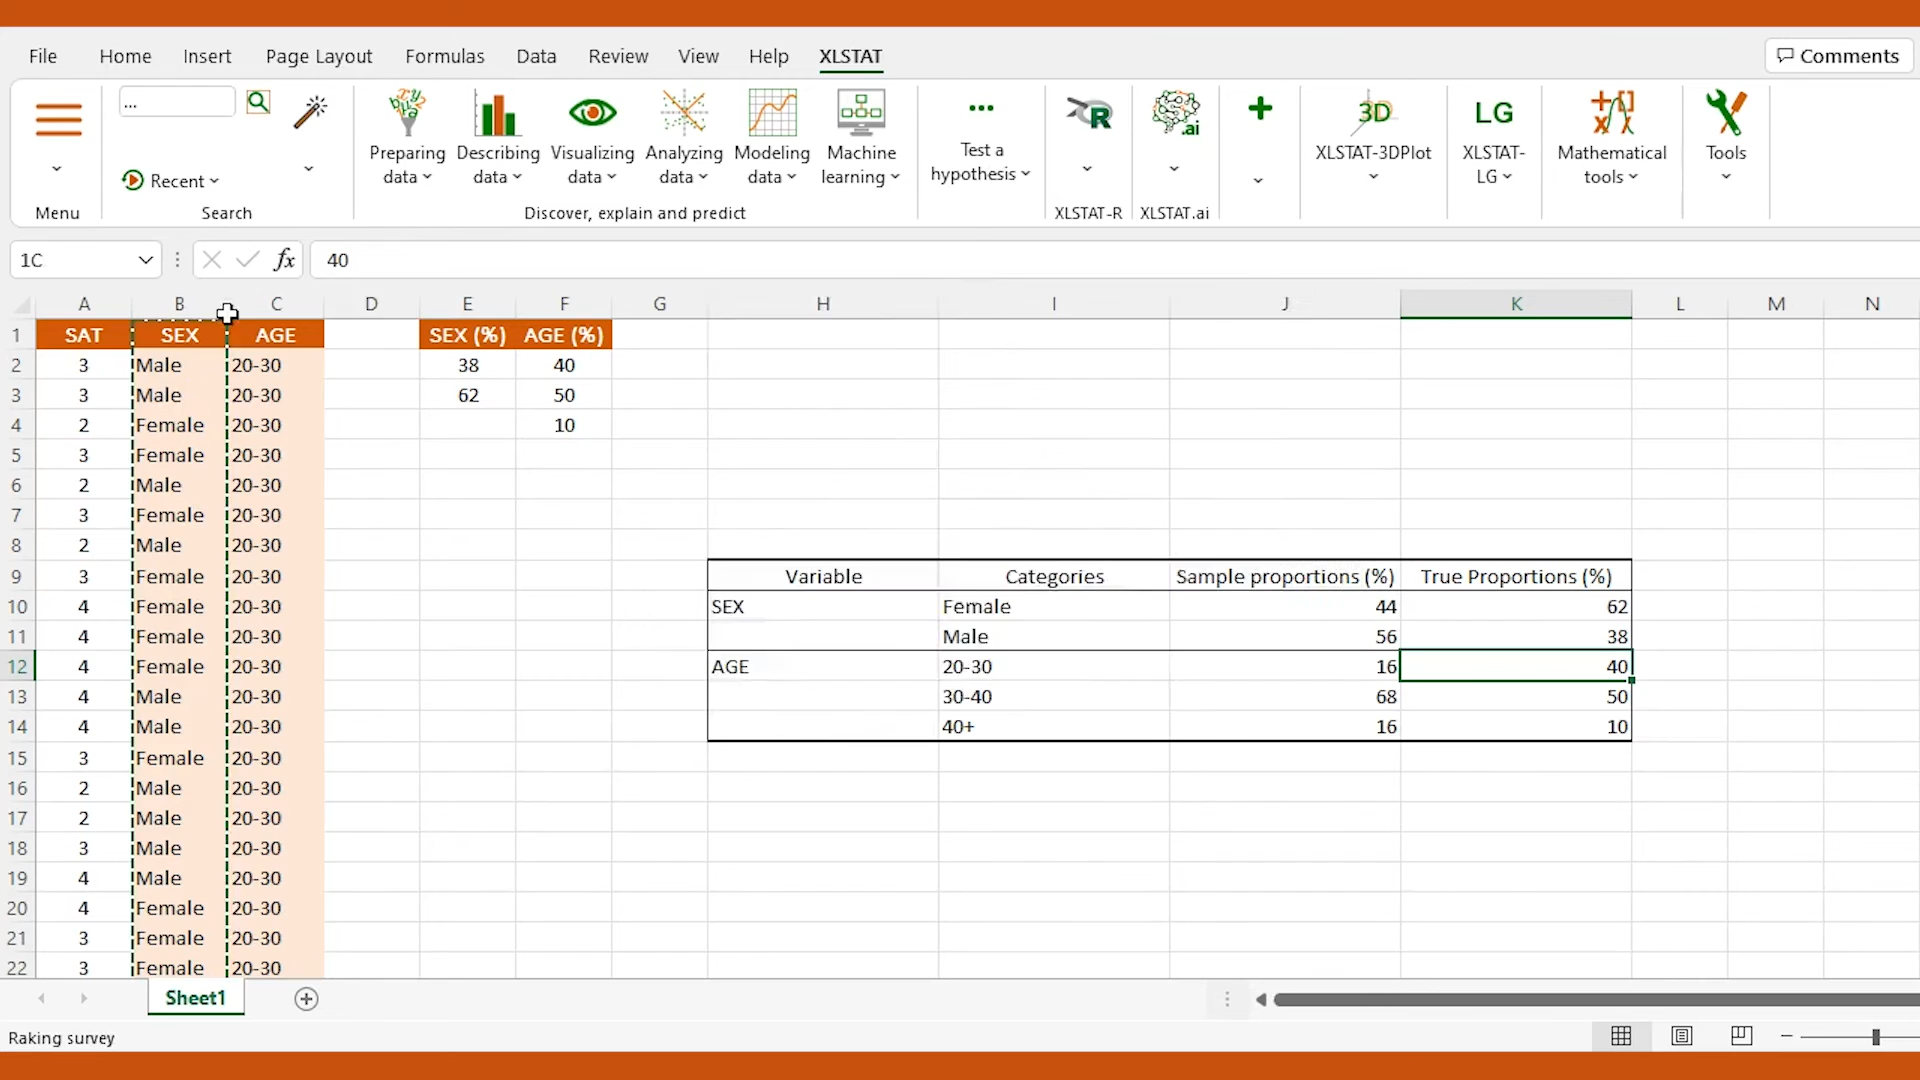 File Home Insert Page Layout Formulas Data Review View Help XLSTAT Comments
...
Recent
Menu
Search
Preparing data
Describing data
Visualizing data
Analyzing data
Modeling data
Machine learning
Discover, explain and predict
Test a hypothesis
R
XLSTAT-R
.ai
XLSTAT.ai
3D
XLSTAT-3DPlot
LG
XLSTAT-LG
Mathematical tools
Tools
1C fx 40
A B C D E F G H I J K L M N
1 SAT SEX AGE SEX (%) AGE (%)
2 3 Male 20-30 38 40
3 3 Male 20-30 62 50
4 2 Female 20-30 10
5 3 Female 20-30
6 2 Male 20-30
7 3 Female 20-30
8 2 Male 20-30
9 3 Female 20-30 Variable Categories Sample proportions (%) True Proportions (%)
10 4 Female 20-30 SEX Female 44 62
11 4 Female 20-30 Male 56 38
12 4 Female 20-30 AGE 20-30 16 40
13 4 Male 20-30 30-40 68 50
14 4 Male 20-30 40+ 16 10
15 3 Female 20-30
16 2 Male 20-30
17 2 Male 20-30
18 3 Male 20-30
19 4 Male 20-30
20 4 Female 20-30
21 3 Female 20-30
22 3 Female 20-30
Sheet1
Raking survey